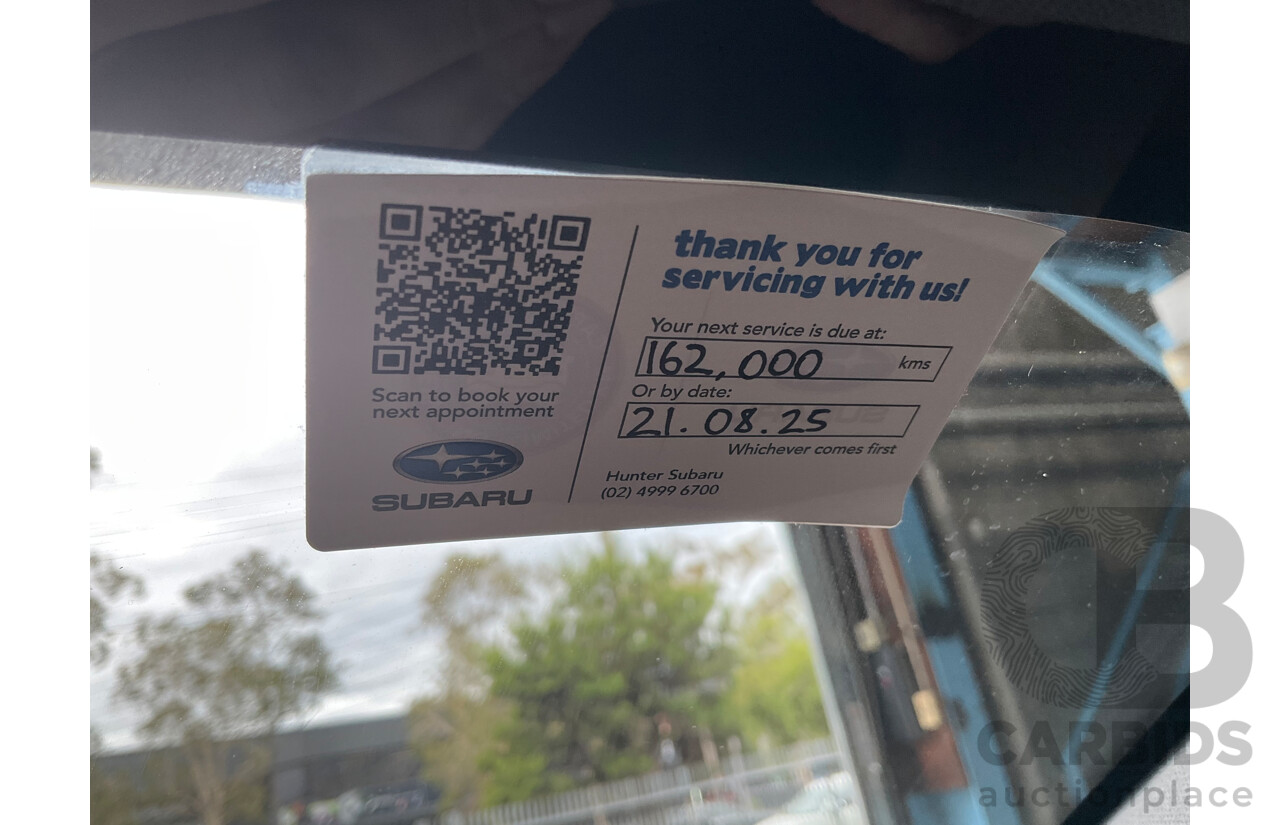 thank you for
servicing with us!
Your next service is due at:
162,000 kms
Or by date:
21.08.25
Whichever comes first
Hunter Subaru
(02) 4999 6700
Scan to book your
next appointment
SUBARU
CB
CARBIDS
auctionplace